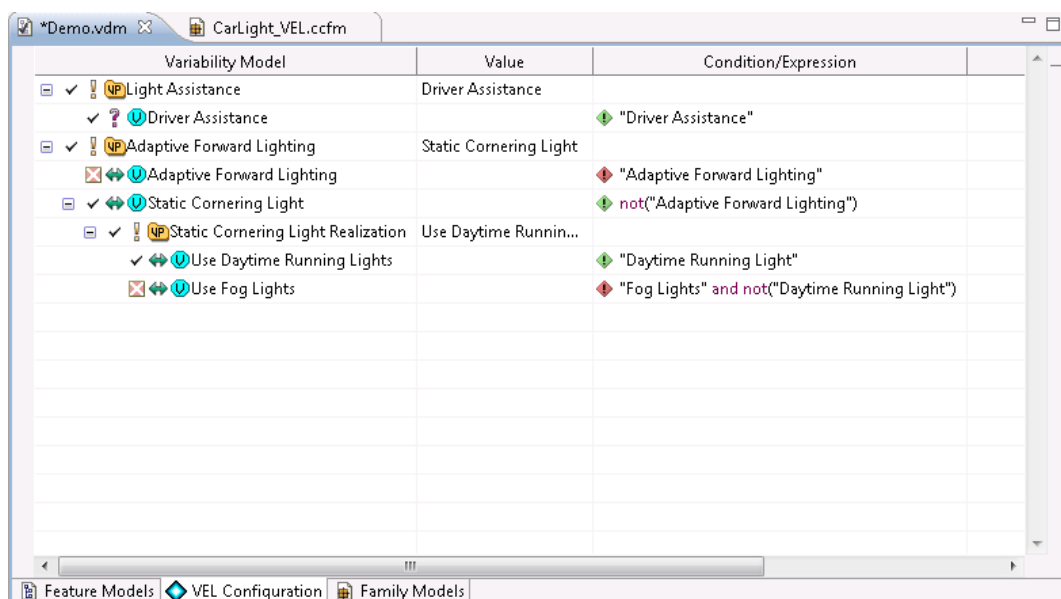 *Demo.vdm CarLight_VEL.ccfm
Variability Model Value Condition/Expression
VP Light Assistance Driver Assistance
? V Driver Assistance "Driver Assistance"
VP Adaptive Forward Lighting Static Cornering Light
V Adaptive Forward Lighting "Adaptive Forward Lighting"
V Static Cornering Light not("Adaptive Forward Lighting")
VP Static Cornering Light Realization Use Daytime Runnin...
V Use Daytime Running Lights "Daytime Running Light"
V Use Fog Lights "Fog Lights" and not("Daytime Running Light")
Feature Models VEL Configuration Family Models